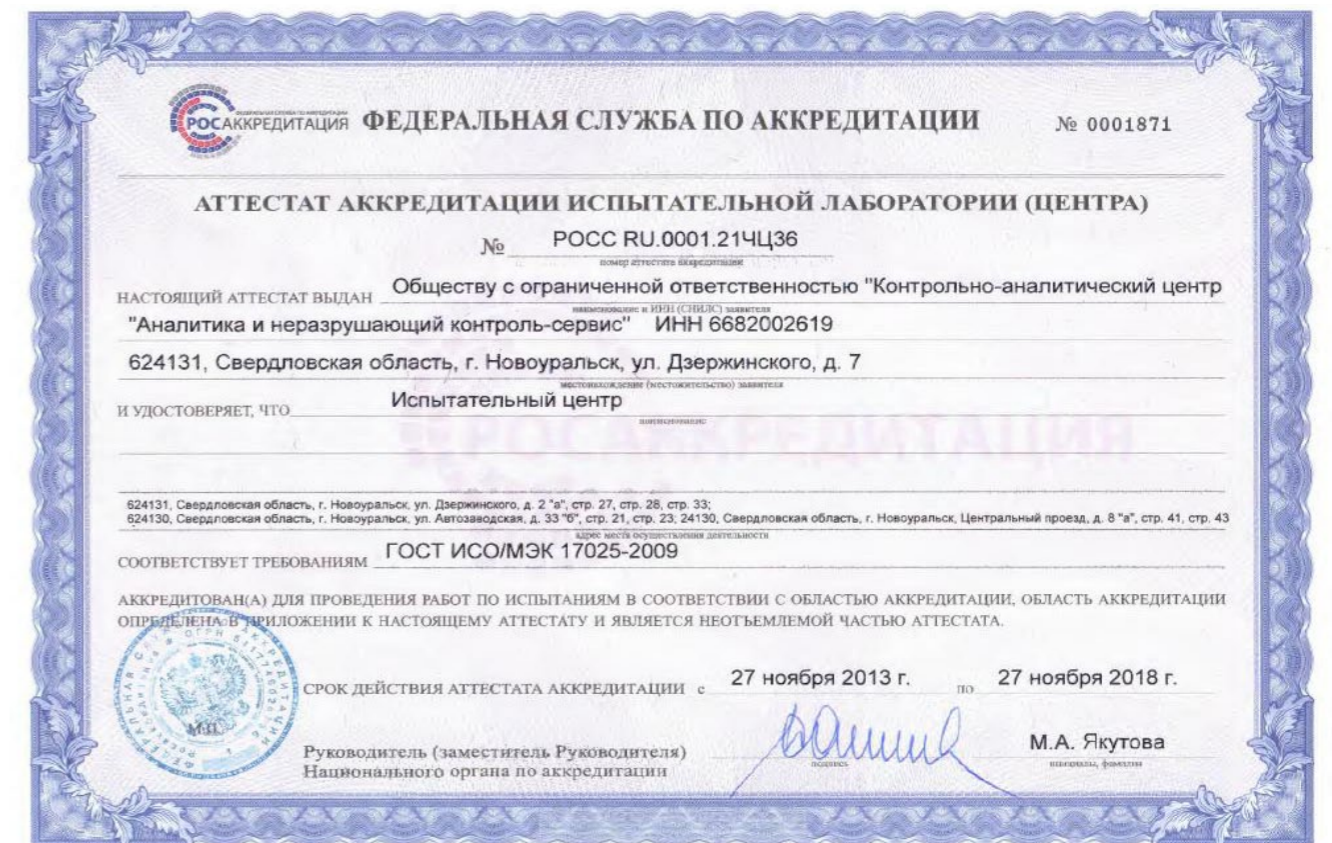 РОСАККРЕДИТАЦИЯ
ФЕДЕРАЛЬНАЯ СЛУЖБА ПО АККРЕДИТАЦИИ
№ 0001871
АТТЕСТАТ АККРЕДИТАЦИИ ИСПЫТАТЕЛЬНОЙ ЛАБОРАТОРИИ (ЦЕНТРА)
№ РОСС RU.0001.21ЧЦ36
номер аттестата аккредитации
НАСТОЯЩИЙ АТТЕСТАТ ВЫДАН Обществу с ограниченной ответственностью "Контрольно-аналитический центр
наименование и ИНН (СНИЛС) заявителя
"Аналитика и неразрушающий контроль-сервис" ИНН 6682002619
624131, Свердловская область, г. Новоуральск, ул. Дзержинского, д. 7
местонахождение (местожительство) заявителя
И УДОСТОВЕРЯЕТ, ЧТО Испытательный центр
наименование
РОСАККРЕДИТАЦИЯ
624131, Свердловская область, г. Новоуральск, ул. Дзержинского, д. 2 "а", стр. 27, стр. 28, стр. 33;
624130, Свердловская область, г. Новоуральск, ул. Автозаводская, д. 33 "б", стр. 21, стр. 23; 24130, Свердловская область, г. Новоуральск, Центральный проезд, д. 8 "а", стр. 41, стр. 43
адрес места осуществления деятельности
СООТВЕТСТВУЕТ ТРЕБОВАНИЯМ ГОСТ ИСО/МЭК 17025-2009
АККРЕДИТОВАН(А) ДЛЯ ПРОВЕДЕНИЯ РАБОТ ПО ИСПЫТАНИЯМ В СООТВЕТСТВИИ С ОБЛАСТЬЮ АККРЕДИТАЦИИ, ОБЛАСТЬ АККРЕДИТАЦИИ
ОПРЕДЕЛЕНА В ПРИЛОЖЕНИИ К НАСТОЯЩЕМУ АТТЕСТАТУ И ЯВЛЯЕТСЯ НЕОТЪЕМЛЕМОЙ ЧАСТЬЮ АТТЕСТАТА.
СРОК ДЕЙСТВИЯ АТТЕСТАТА АККРЕДИТАЦИИ с 27 ноября 2013 г. по 27 ноября 2018 г.
М.П.
Руководитель (заместитель Руководителя)
Национального органа по аккредитации
подпись
М.А. Якутова
инициалы, фамилия